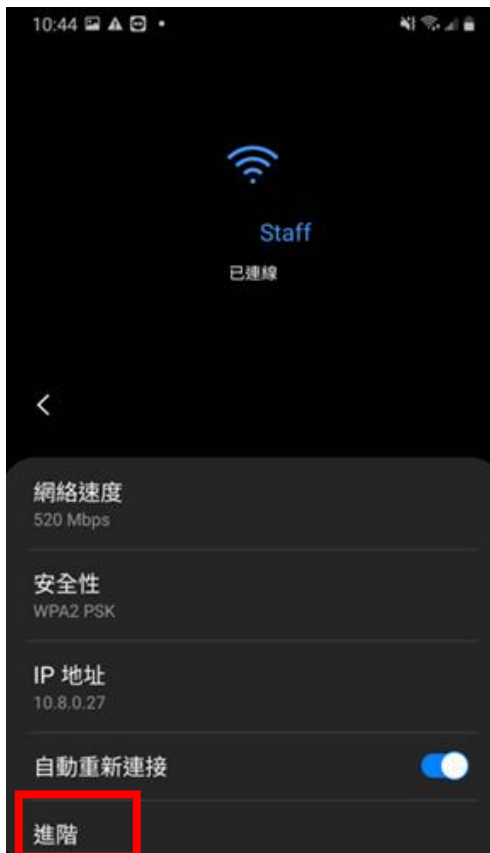 10:44
Staff
已連線
網絡速度
520 Mbps
安全性
WPA2 PSK
IP 地址
10.8.0.27
自動重新連接
進階